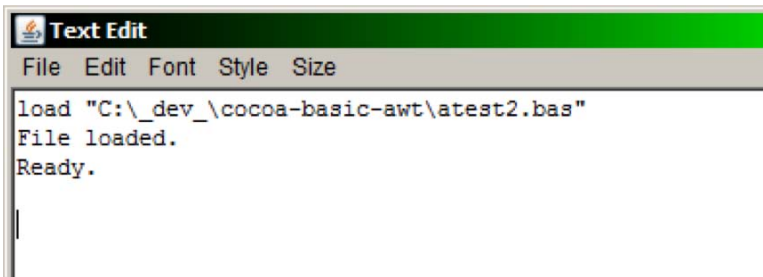 Text Edit
File Edit Font Style Size
load "C:\_dev_\cocoa-basic-awt\atest2.bas"
File loaded.
Ready.